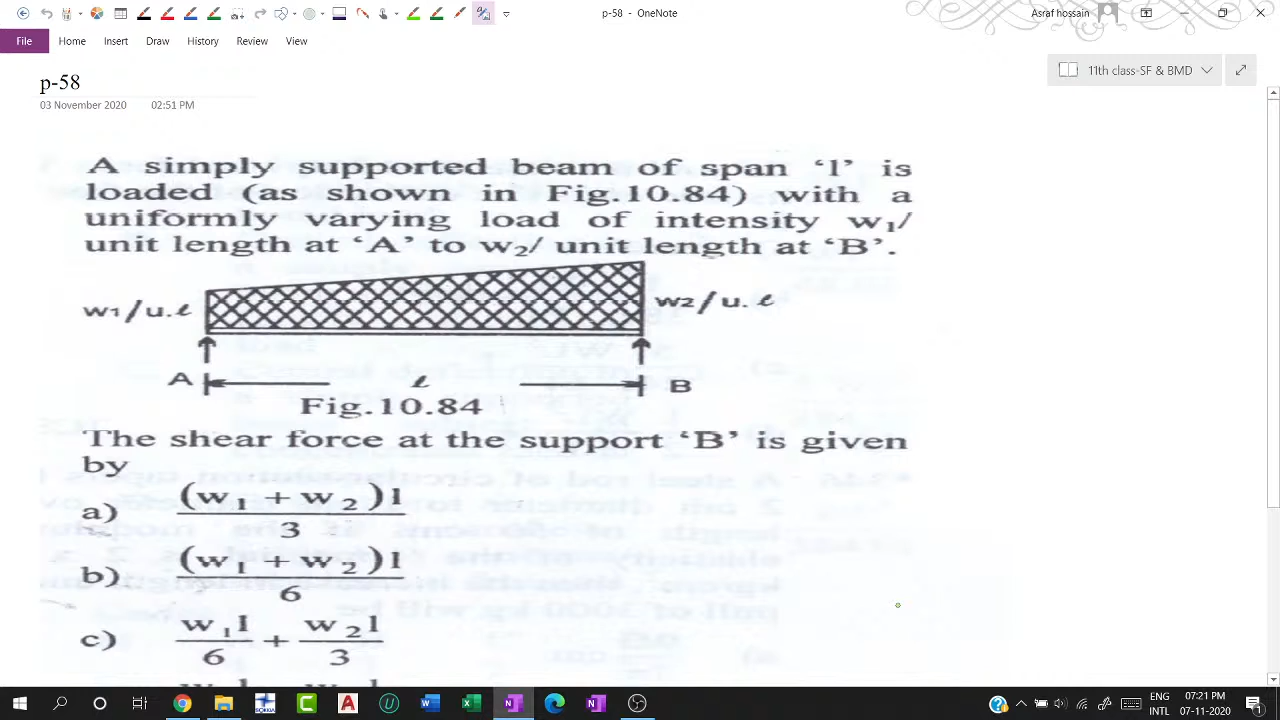 p-58 - OneNote
Asraf hossain
File
Home
Insert
Draw
History
Review
View
p-58
11th class-SF & BMD
03 November 2020
02:51 PM
A simply supported beam of span ‘l’ is
loaded (as shown in Fig.10.84) with a
uniformly varying load of intensity w₁/
unit length at ‘A’ to w₂/ unit length at ‘B’.
w₁/u.ℓ
w₂/u.ℓ
A
ℓ
B
Fig.10.84
The shear force at the support ‘B’ is given
by
a) (w₁ + w₂)l
3
b) (w₁ + w₂)l
6
c) w₁l + w₂l
6 3
ENG
07:21 PM
INTL
07-11-2020